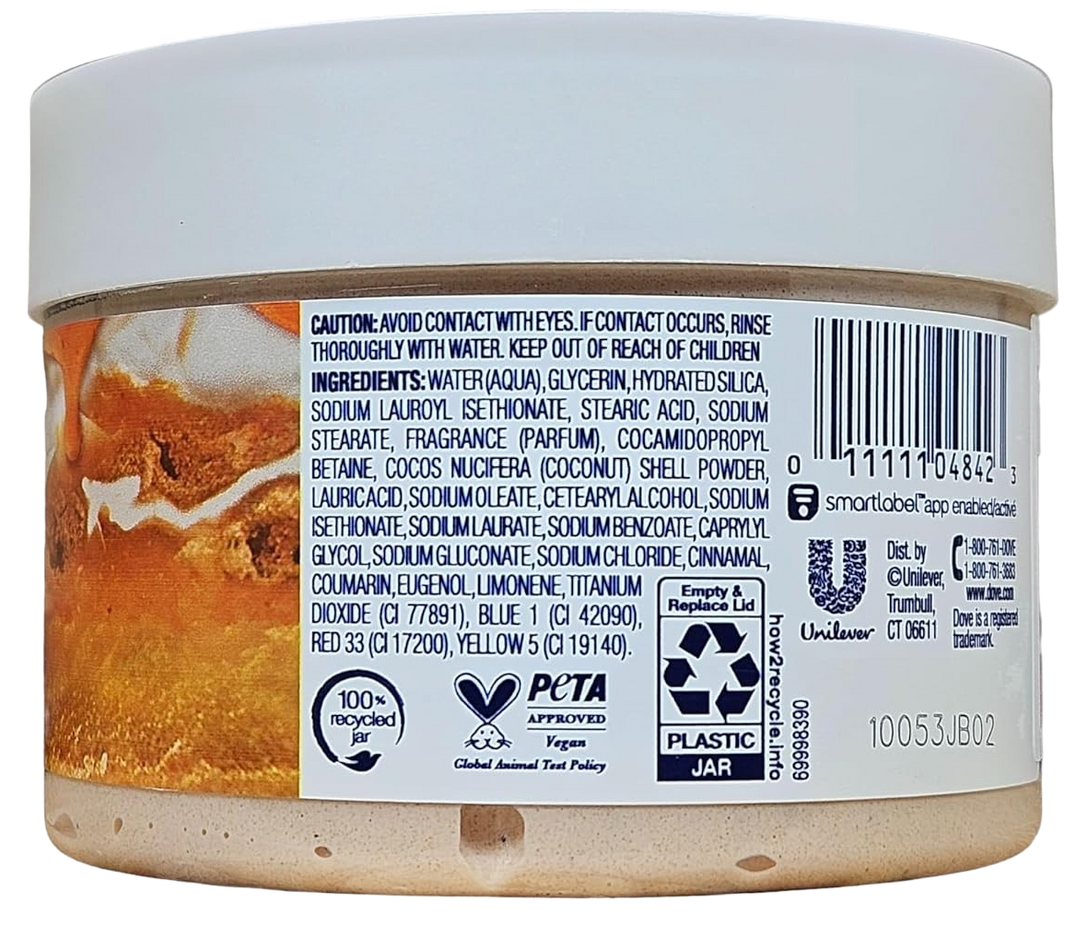 CAUTION: AVOID CONTACT WITH EYES. IF CONTACT OCCURS, RINSE
THOROUGHLY WITH WATER. KEEP OUT OF REACH OF CHILDREN
INGREDIENTS: WATER (AQUA), GLYCERIN, HYDRATED SILICA,
SODIUM LAUROYL ISETHIONATE, STEARIC ACID, SODIUM
STEARATE, FRAGRANCE (PARFUM), COCAMIDOPROPYL
BETAINE, COCOS NUCIFERA (COCONUT) SHELL POWDER,
LAURIC ACID, SODIUM OLEATE, CETEARYL ALCOHOL, SODIUM
ISETHIONATE, SODIUM LAURATE, SODIUM BENZOATE, CAPRYLYL
GLYCOL, SODIUM GLUCONATE, SODIUM CHLORIDE, CINNAMAL,
COUMARIN, EUGENOL, LIMONENE, TITANIUM
DIOXIDE (CI 77891), BLUE 1 (CI 42090),
RED 33 (CI 17200), YELLOW 5 (CI 19140).
100%
recycled
jar
PETA
APPROVED
Vegan
Global Animal Test Policy
Empty &
Replace Lid
PLASTIC
JAR
how2recycle.info
69998390
0 11111 04842 3
smartlabel™ app enabled/activé
Unilever
Dist. by
©Unilever,
Trumbull,
CT 06611
1-800-761-DOVE
1-800-761-3683
www.dove.com
Dove is a registered
trademark.
10053JB02